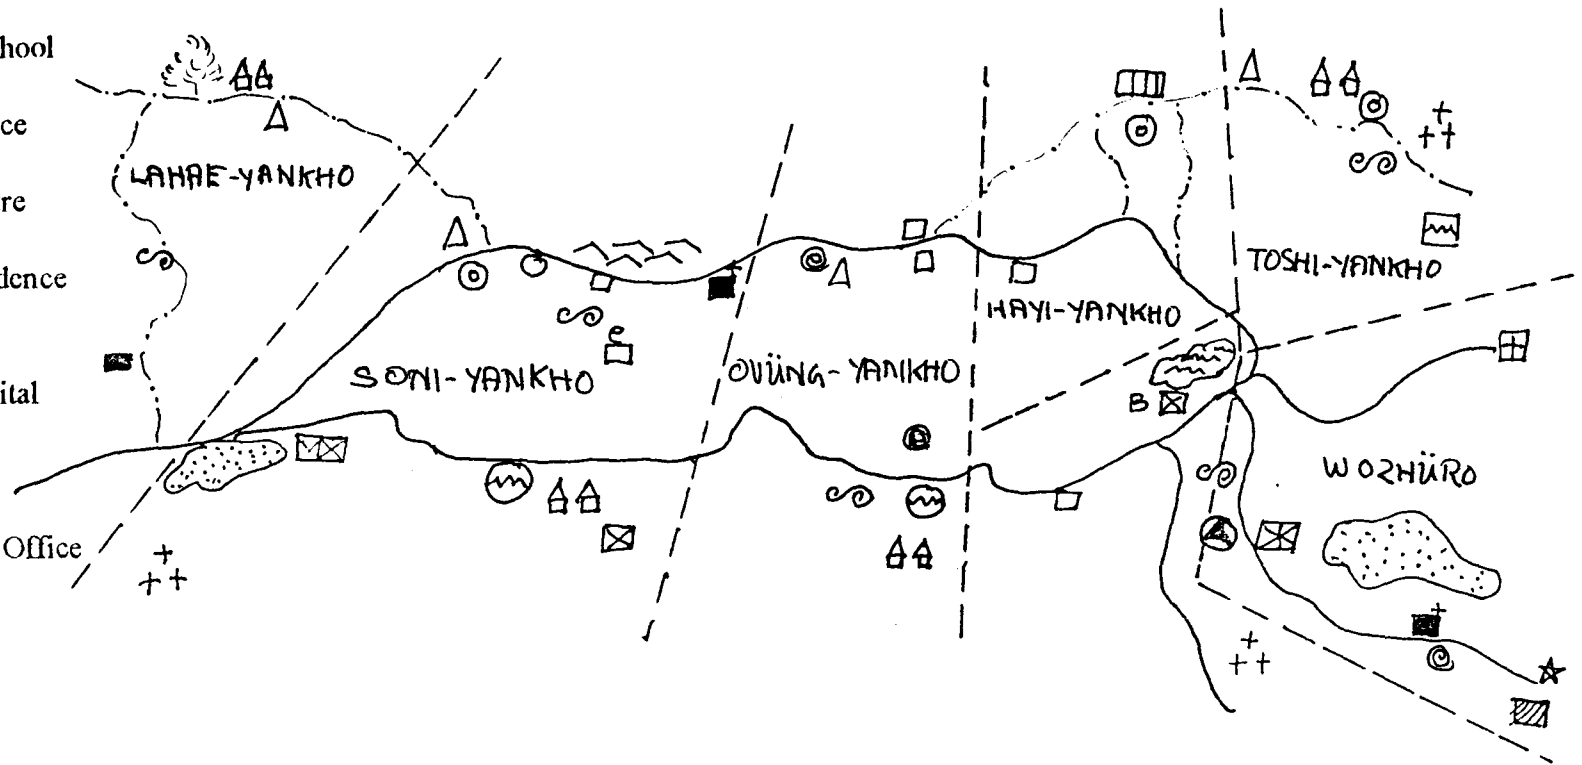 hool
ce
re
dence
ital
Office
LAHAE-YANKHO
SONI-YANKHO
e
OVÜNG-YANKHO
HAYI-YANKHO
B
TOSHI-YANKHO
WOZHÜRO